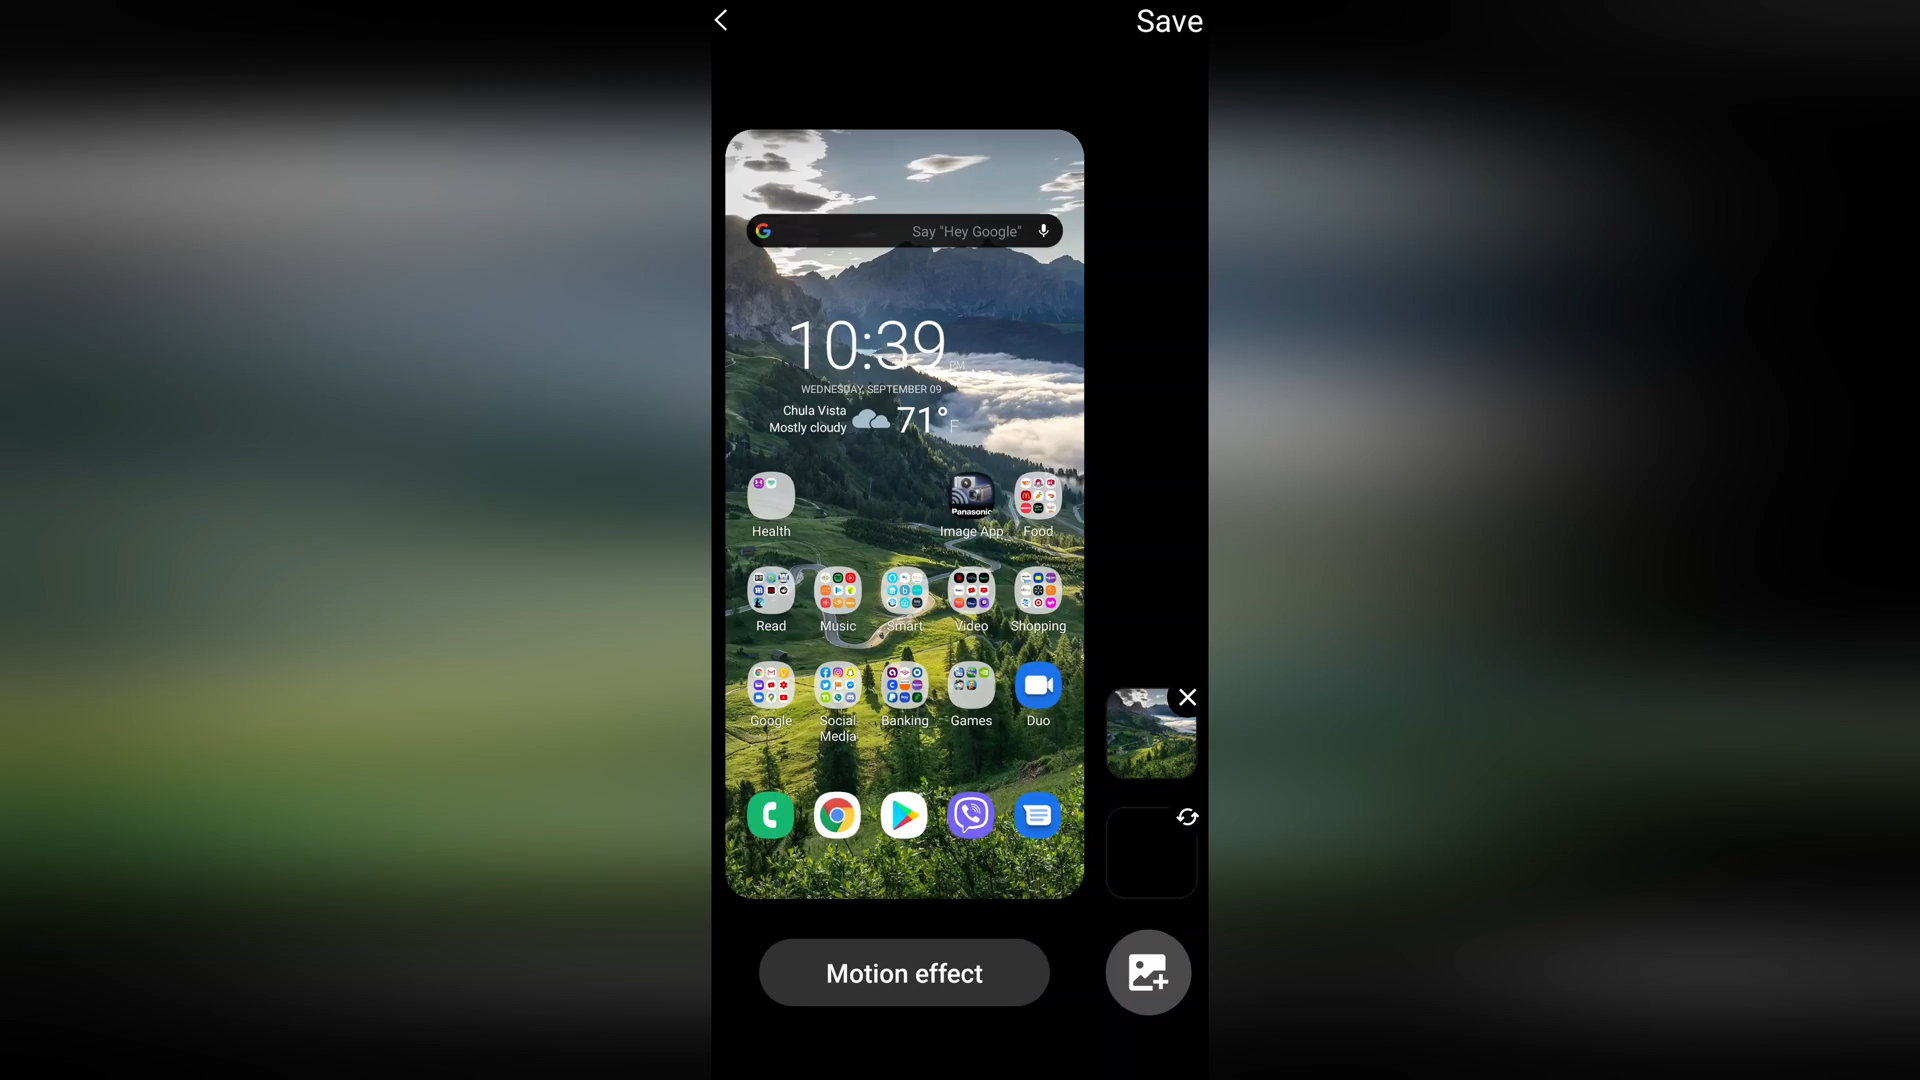 Save
Say "Hey Google"
10:39 PM
WEDNESDAY, SEPTEMBER 09
Chula Vista
Mostly cloudy
71° F
Panasonic
Health
Image App
Food
Read
Music
Smart
Video
Shopping
Google
Social
Media
Banking
Games
Duo
Motion effect